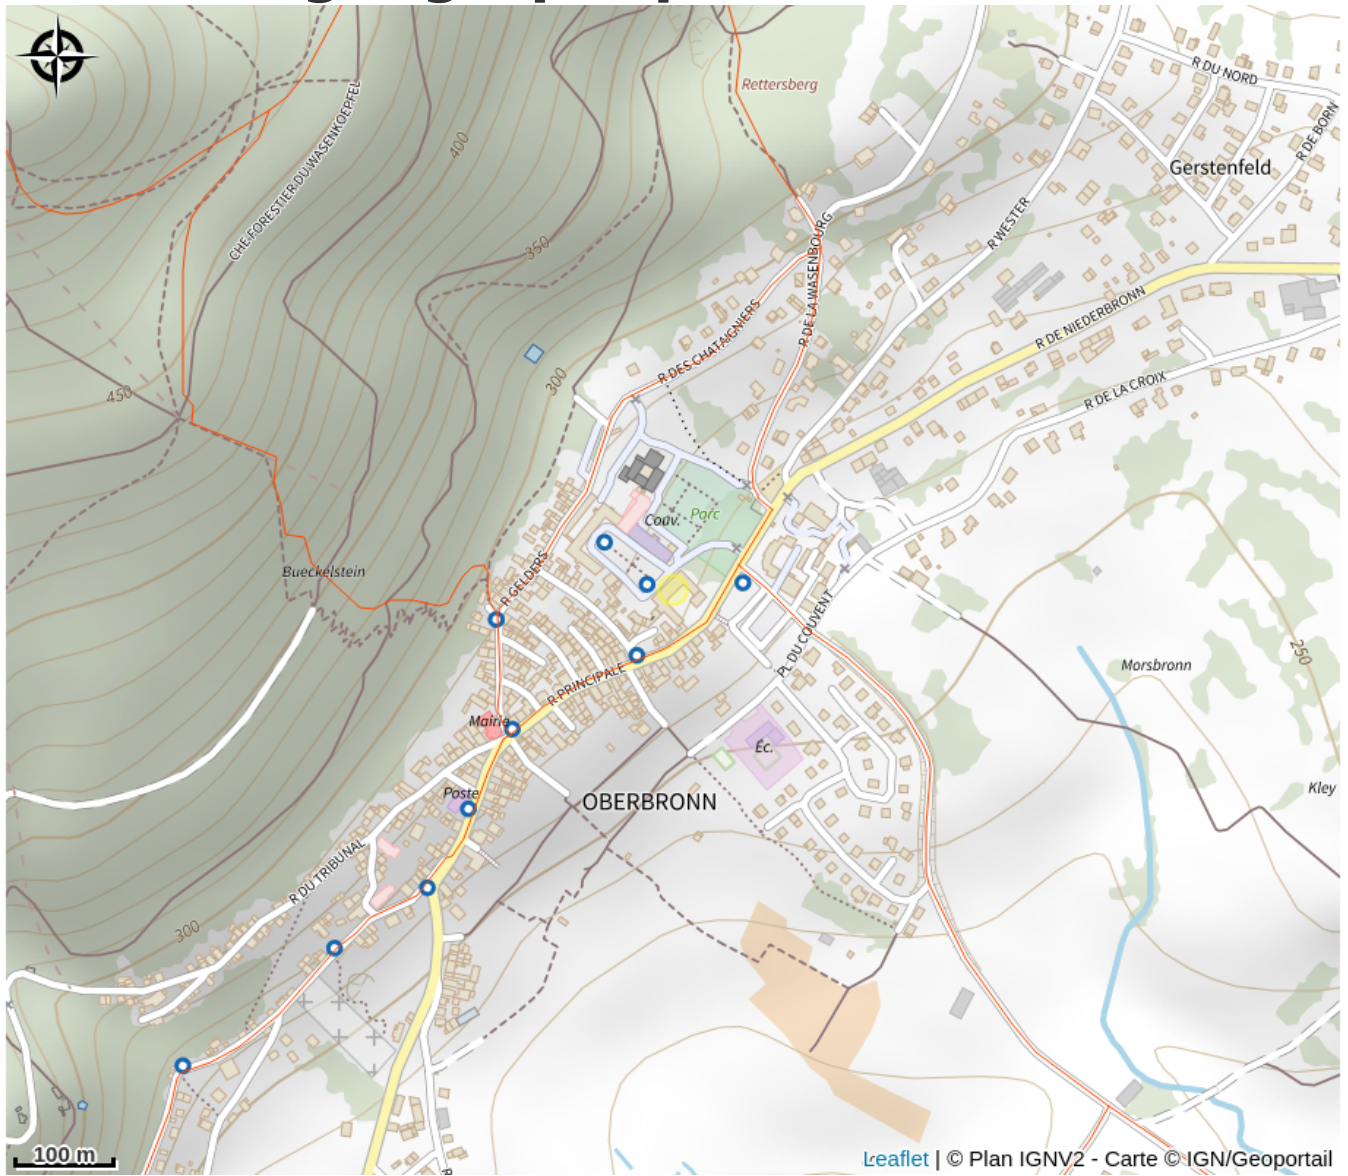 Rettersberg
R DU NORD
R DE BORN
Gerstenfeld
400
CHE FORESTIER DU WASENKOEPFEL
R WESTER
R DE LA WASENBOURG
350
R DE NIEDERBRONN
R DES CHATAIGNIERS
300
450
R DE LA CROIX
Parc
Couv.
Bueckelstein
R GELDERS
PL DU COUVENT
250
Morsbronn
R PRINCIPALE
Mairie
Éc.
Kley
Poste
OBERBRONN
R DU TRIBUNAL
300
100 m
R
Leaflet | © Plan IGNV2 - Carte © IGN/Geoportail